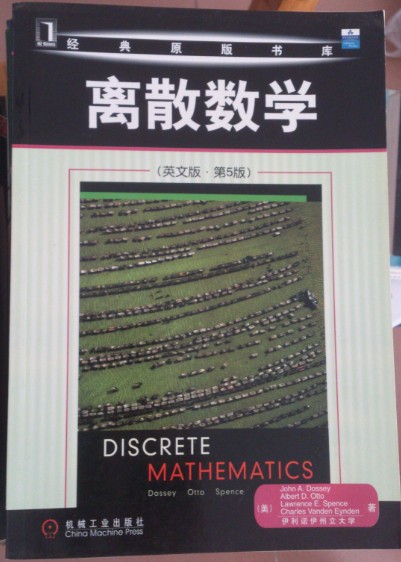 经典原版书库
离散数学
(英文版·第5版)
DISCRETE
MATHEMATICS
Dossey Otto Spence
John A. Dossey
Albert D. Otto
Lawrence E. Spence
Charles Vanden Eynden
(美) 著
伊利诺伊州立大学
机械工业出版社
China Machine Press